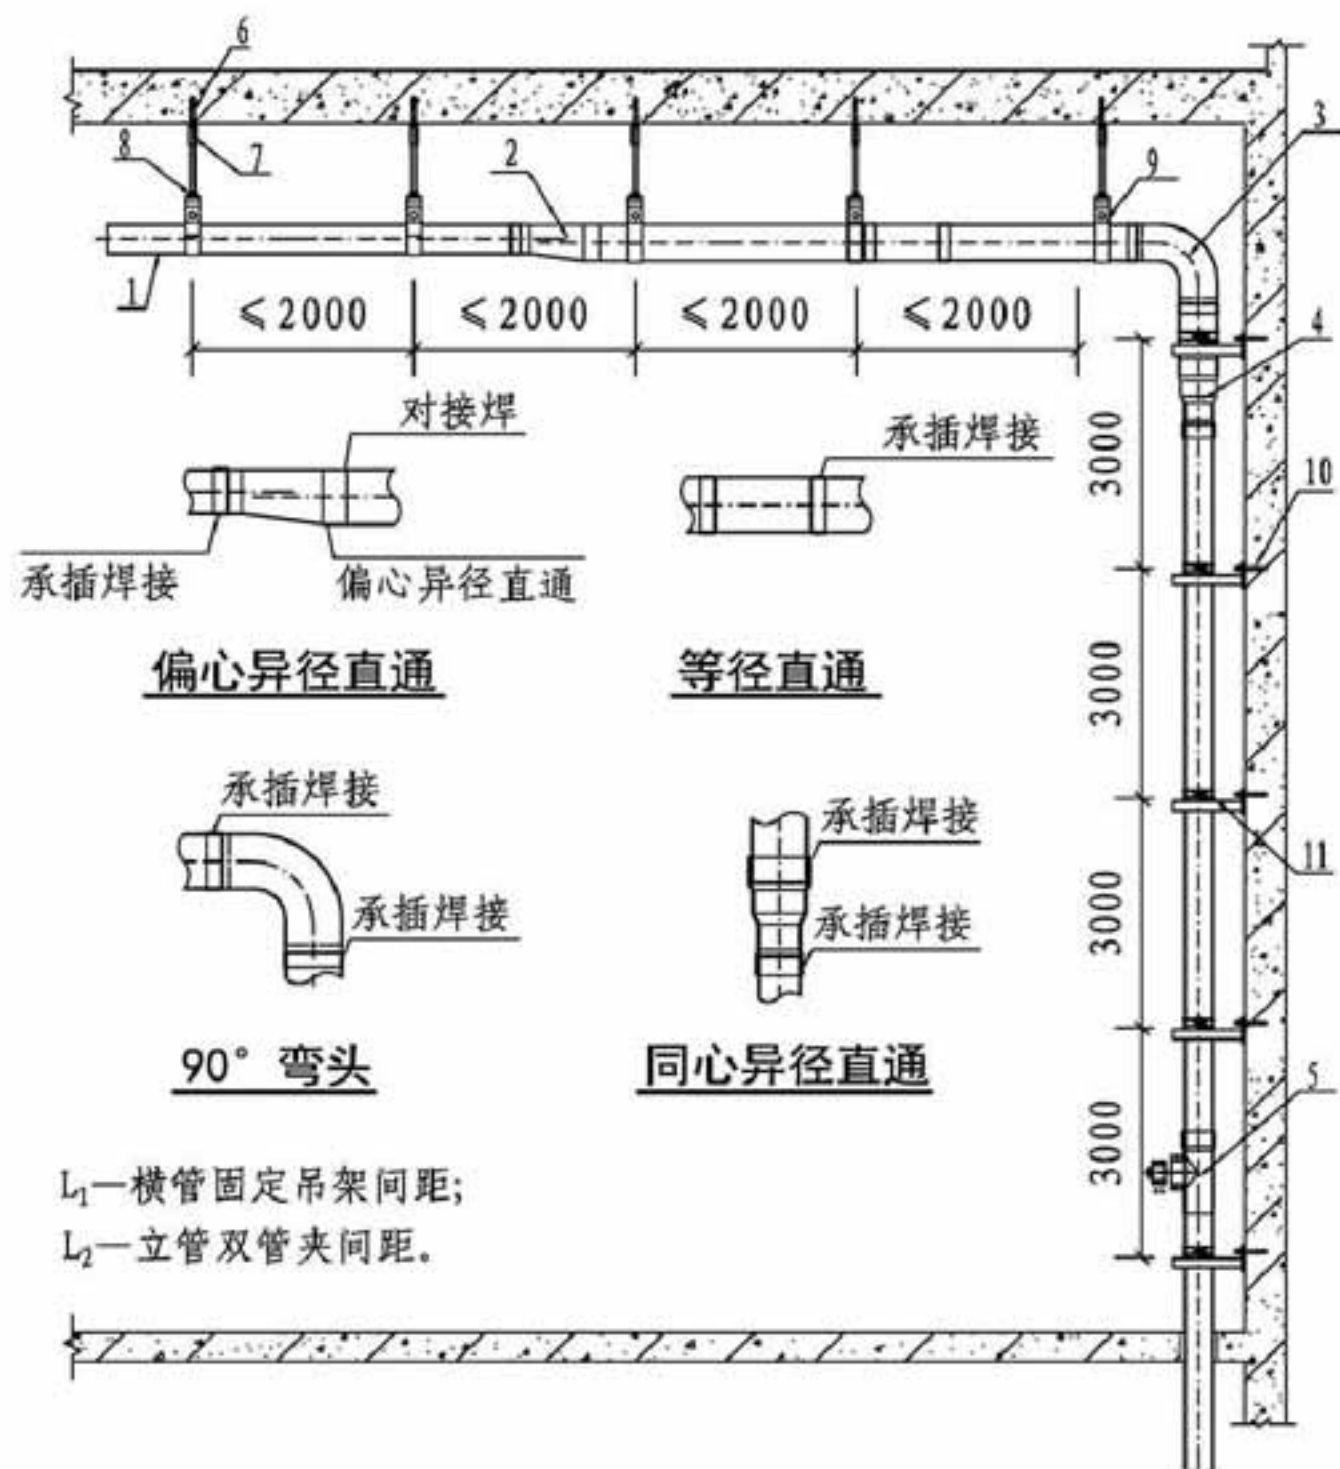 6
3
8
7
2
9
1
≤2000
≤2000
≤2000
≤2000
4
对接焊
承插焊接
3000
10
承插焊接
偏心异径直通
偏心异径直通
等径直通
3000
承插焊接
承插焊接
11
承插焊接
承插焊接
3000
90° 弯头
同心异径直通
5
3000
L₁—横管固定吊架间距;
L₂—立管双管夹间距。